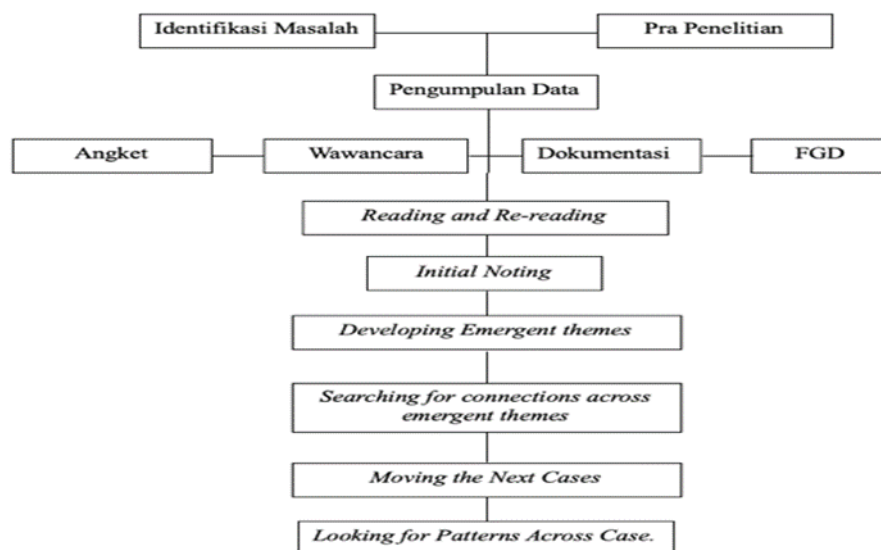 Identifikasi Masalah
Pra Penelitian
Pengumpulan Data
Angket
Wawancara
Dokumentasi
FGD
Reading and Re-reading
Initial Noting
Developing Emergent themes
Searching for connections across
emergent themes
Moving the Next Cases
Looking for Patterns Across Case.